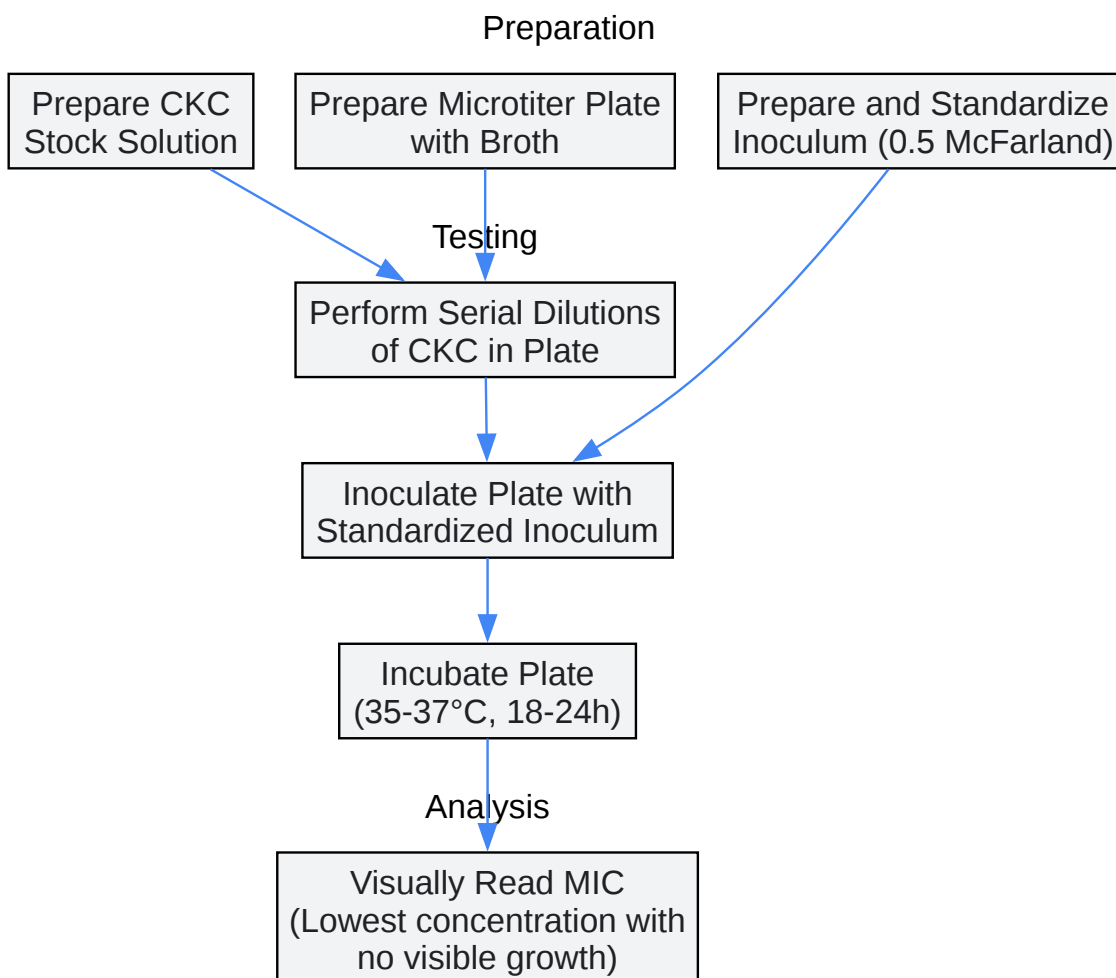 Preparation
Prepare CKC
Stock Solution
Prepare Microtiter Plate
with Broth
Prepare and Standardize
Inoculum (0.5 McFarland)
Testing
Perform Serial Dilutions
of CKC in Plate
Inoculate Plate with
Standardized Inoculum
Incubate Plate
(35-37°C, 18-24h)
Analysis
Visually Read MIC
(Lowest concentration with
no visible growth)